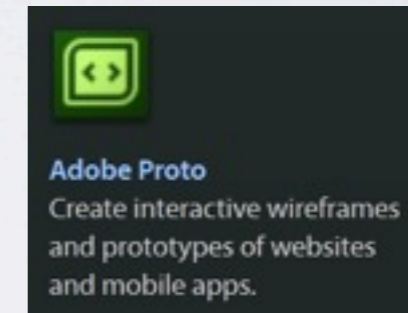 Adobe Proto
Create interactive wireframes
and prototypes of websites
and mobile apps.